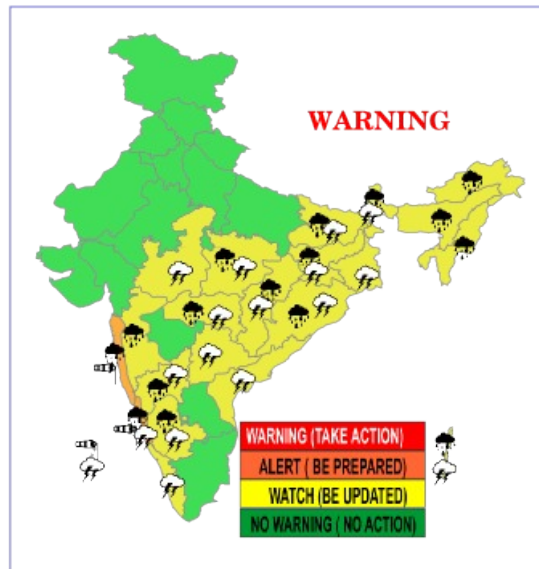 WARNING
WARNING (TAKE ACTION)
ALERT ( BE PREPARED)
WATCH (BE UPDATED)
NO WARNING ( NO ACTION)